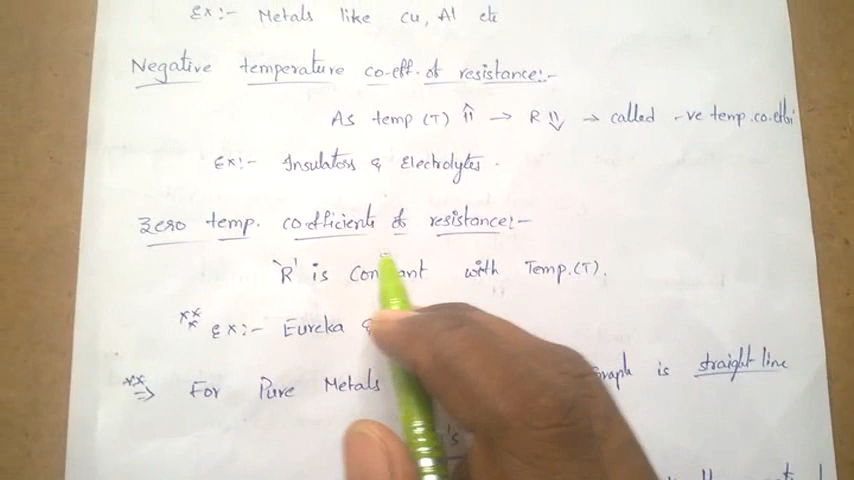 Ex:- Metals like Cu, Al etc
Negative temperature co-eff. of resistance:-
As temp (T) ⇑ → R ⇓ → called -ve temp.co.
Ex:- Insulators & Electrolytes.
Zero temp. coefficients of resistance:-
'R' is with Temp.(T).
** Ex:- Eureka &
** ⇒ For Pure Metals Graph is straight line